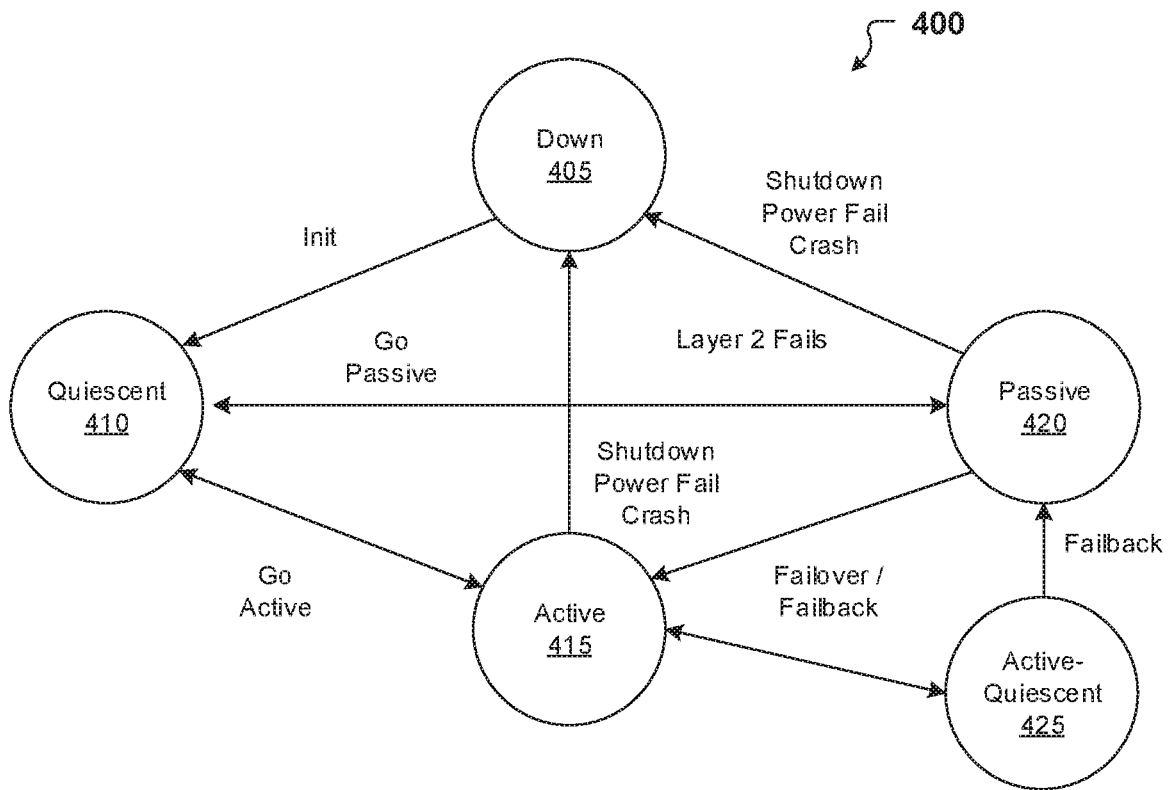 400
Down
405
Shutdown
Power Fail
Crash
Init
Go
Passive
Layer 2 Fails
Quiescent
410
Passive
420
Shutdown
Power Fail
Crash
Go
Active
Active
415
Failover /
Failback
Failback
Active-
Quiescent
425